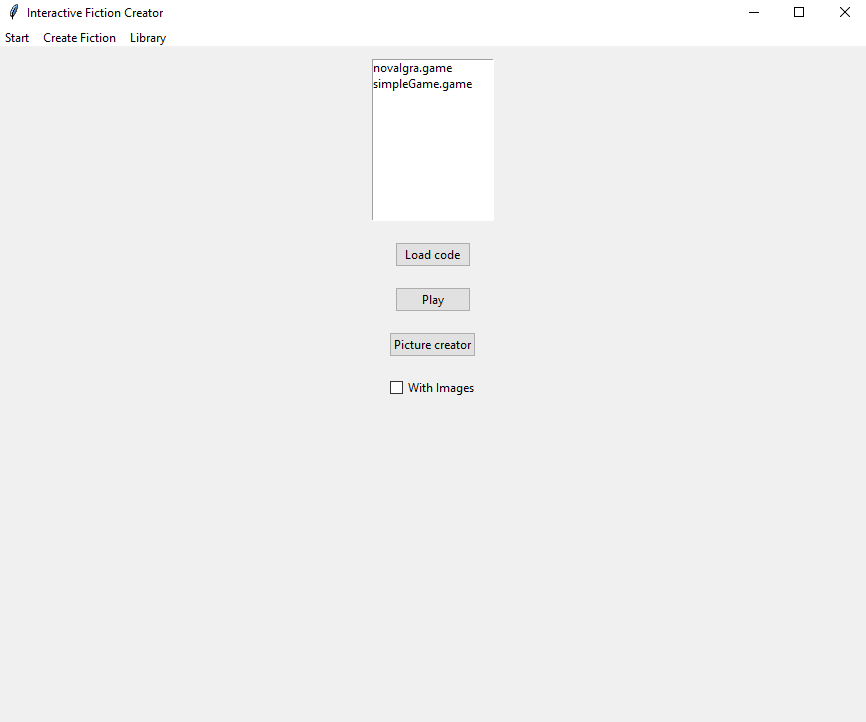 Interactive Fiction Creator
Start Create Fiction Library
novalgra.game
simpleGame.game
Load code
Play
Picture creator
With Images